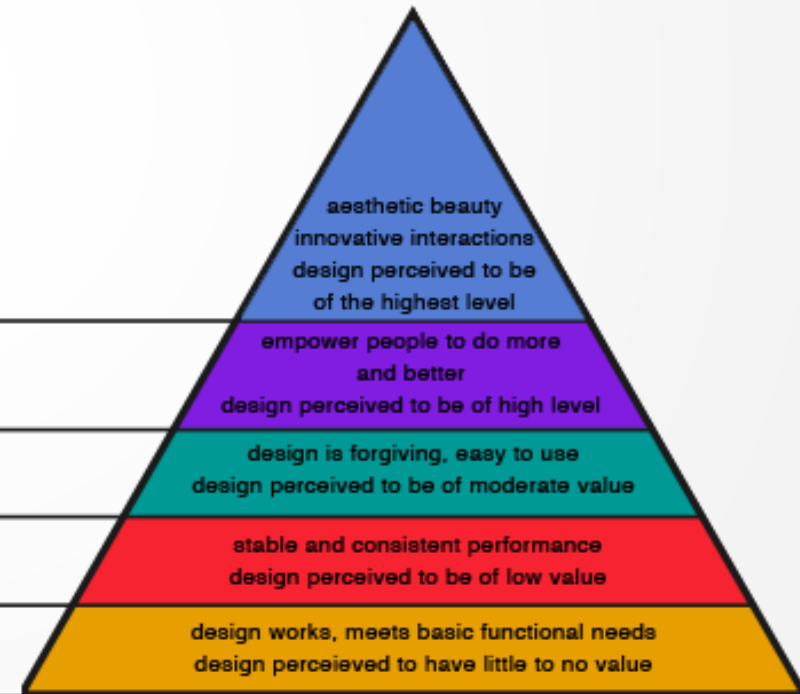 aesthetic beauty
innovative interactions
design perceived to be
of the highest level
empower people to do more
and better
design perceived to be of high level
design is forgiving, easy to use
design perceived to be of moderate value
stable and consistent performance
design perceived to be of low value
design works, meets basic functional needs
design perceieved to have little to no value